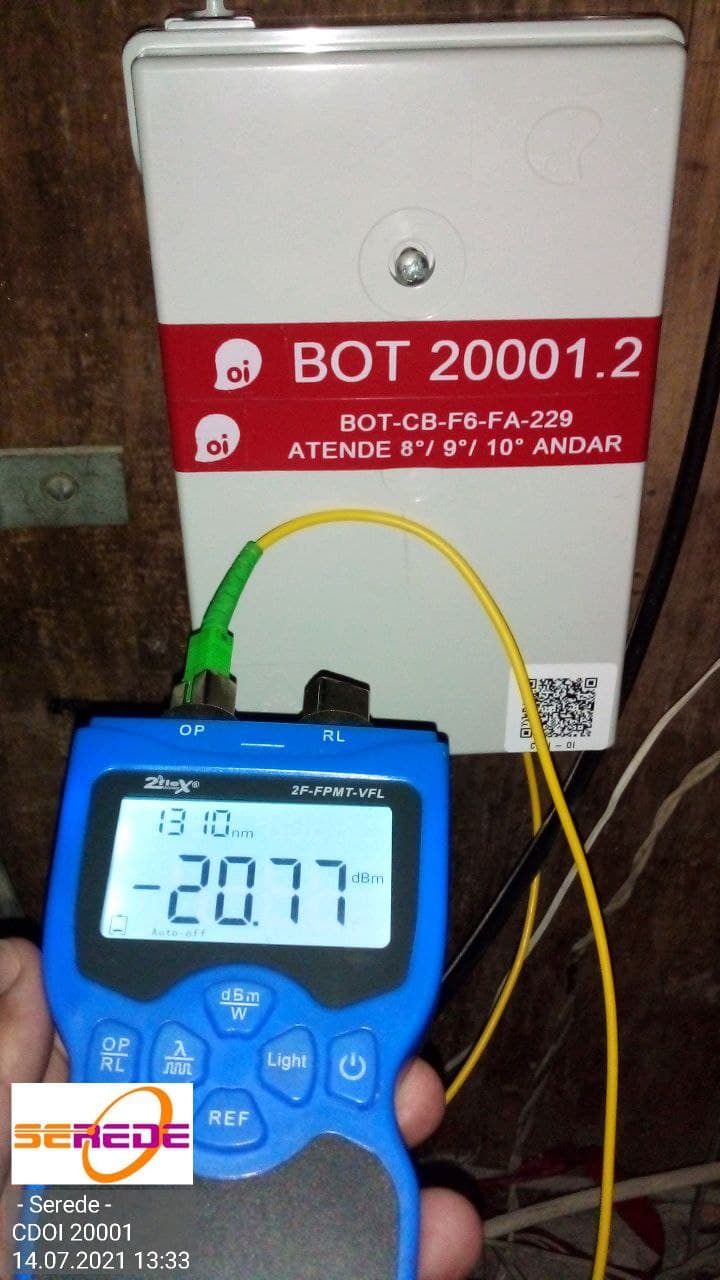 oi BOT 20001.2
oi BOT-CB-F6-FA-229
ATENDE 8°/ 9°/ 10° ANDAR
OP RL
2flex® 2F-FPMT-VFL
1310nm
-20.77 dBm
Auto-off
dBm
W
OP
RL
λ
Light
REF
SEREDE
- Serede -
CDOI 20001
14.07.2021 13:33